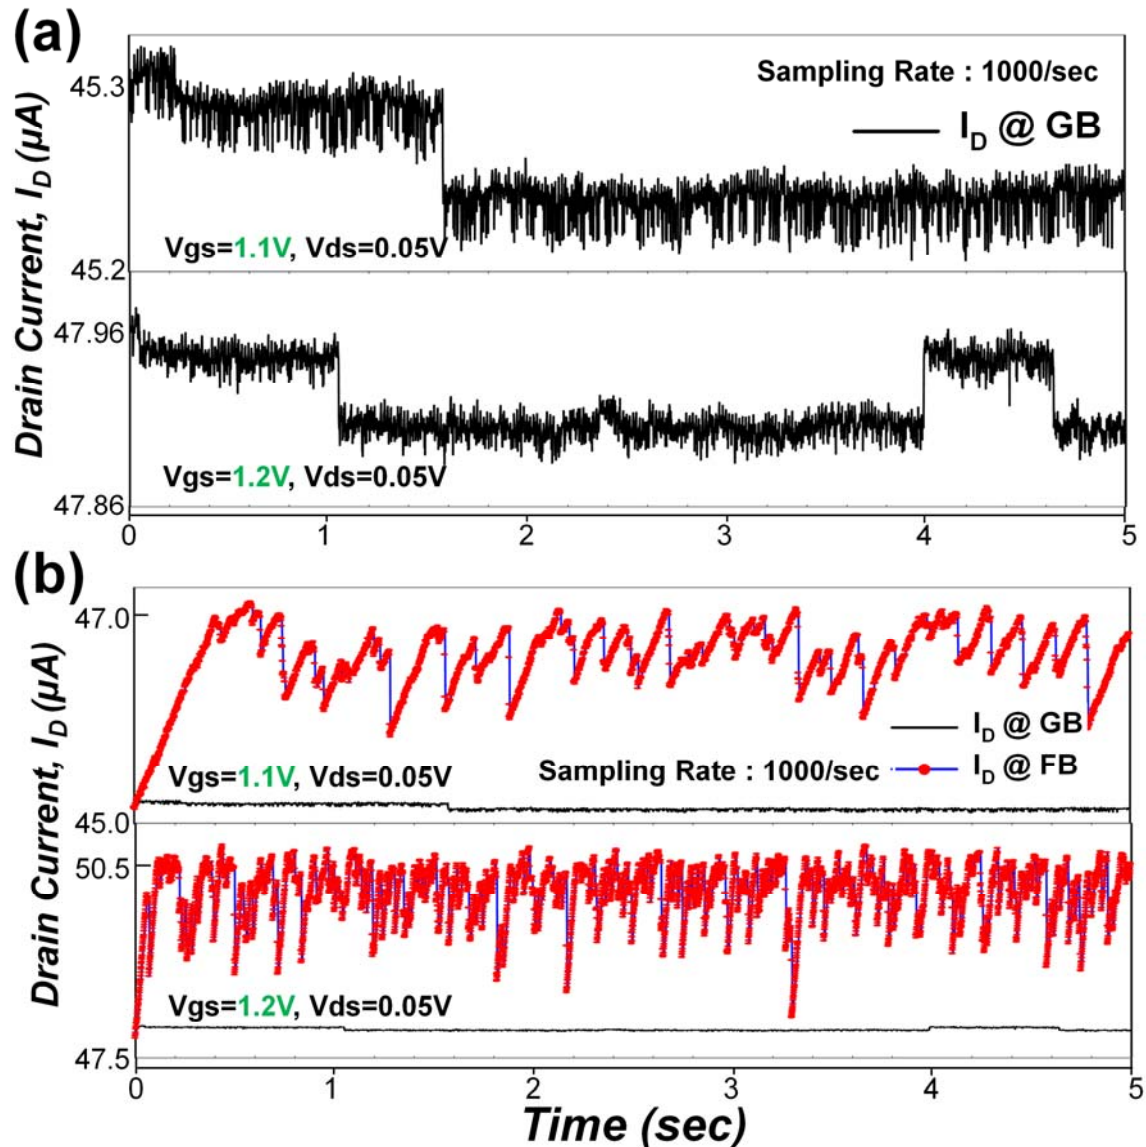 (a)
Drain Current, I_D (μA)
45.3
Sampling Rate : 1000/sec
I_D @ GB
Vgs=1.1V, Vds=0.05V
45.2
47.96
Vgs=1.2V, Vds=0.05V
47.86
0 1 2 3 4 5
(b)
Drain Current, I_D (μA)
47.0
I_D @ GB
Vgs=1.1V, Vds=0.05V
Sampling Rate : 1000/sec
I_D @ FB
45.0
50.5
Vgs=1.2V, Vds=0.05V
47.5
0 1 2 3 4 5
Time (sec)